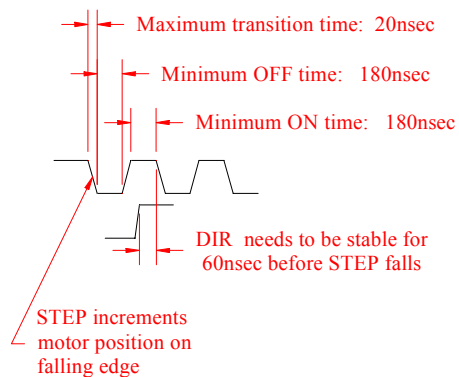 Maximum transition time: 20nsec
Minimum OFF time: 180nsec
Minimum ON time: 180nsec
DIR needs to be stable for
60nsec before STEP falls
STEP increments
motor position on
falling edge